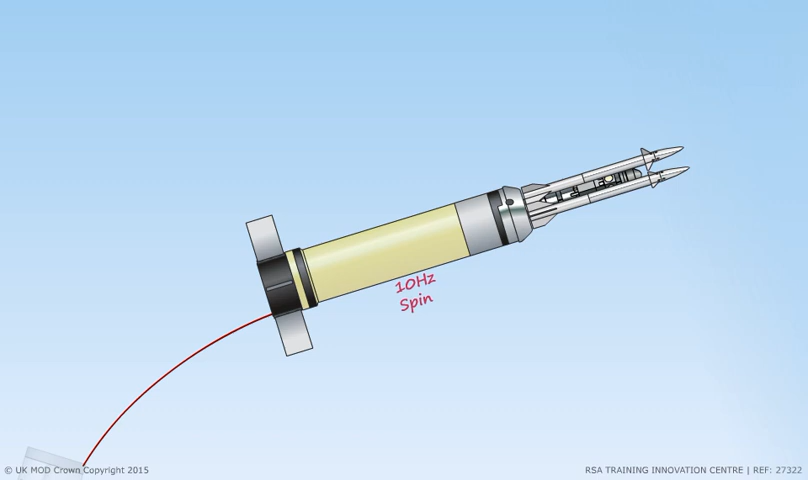 10Hz
Spin
© UK MOD Crown Copyright 2015
RSA TRAINING INNOVATION CENTRE | REF: 27322